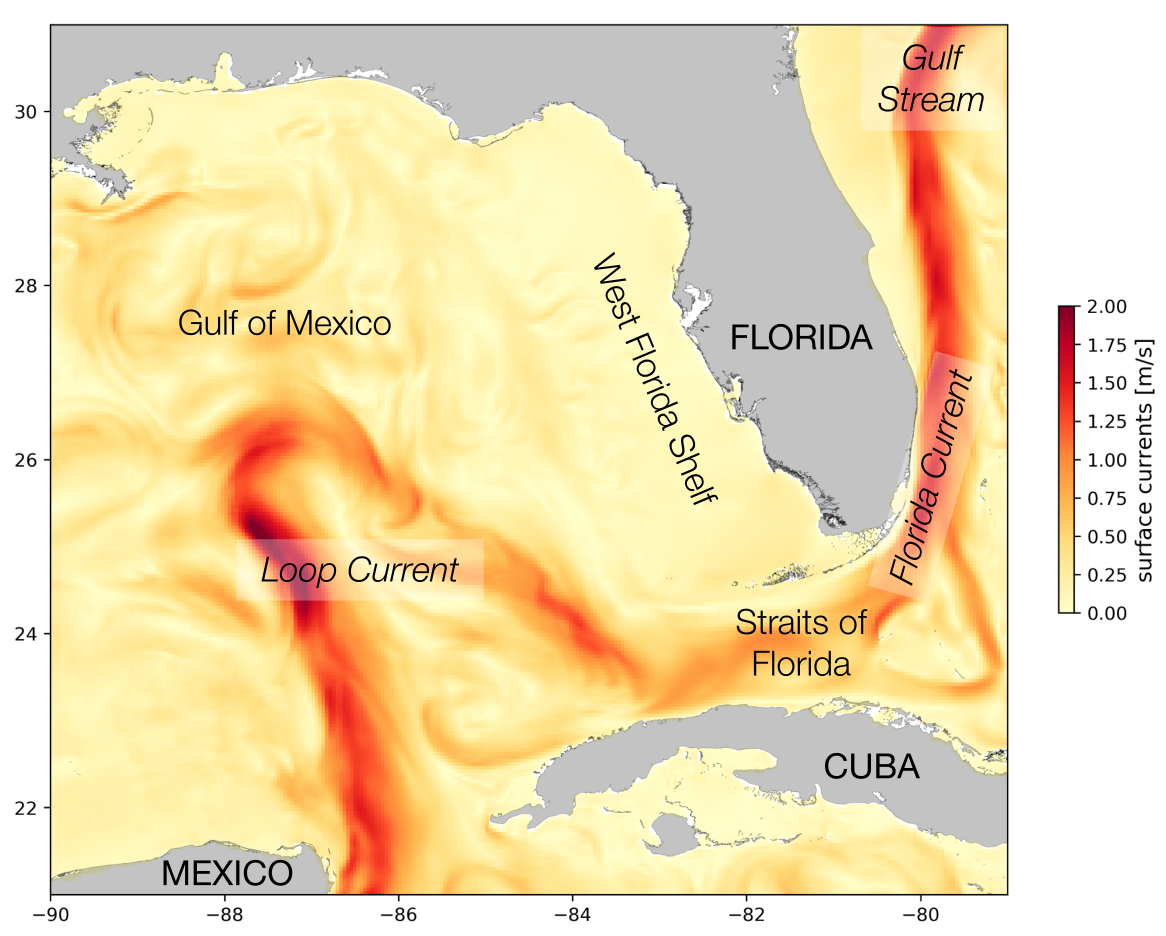 Gulf
Stream
30
28
Gulf of Mexico
West Florida Shelf
FLORIDA
2.00
1.75
1.50
1.25
1.00
0.75
0.50
0.25
0.00
surface currents [m/s]
Florida Current
26
Loop Current
24
Straits of
Florida
CUBA
22
MEXICO
−90
−88
−86
−84
−82
−80